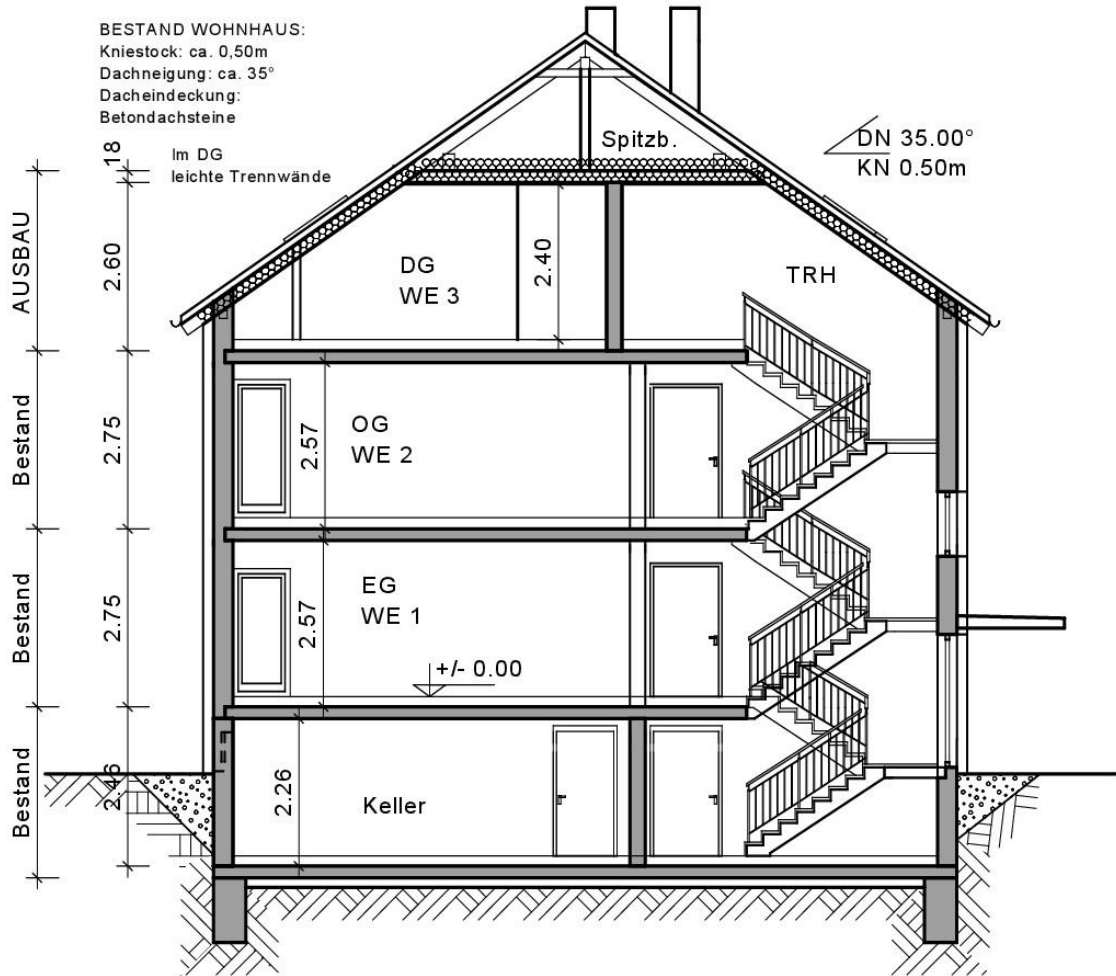 BESTAND WOHNHAUS:
Kniestock: ca. 0,50m
Dachneigung: ca. 35°
Dacheindeckung:
Betondachsteine
Im DG
leichte Trennwände
Spitzb.
DN 35.00°
KN 0.50m
18
AUSBAU
2.60
DG
WE 3
2.40
TRH
Bestand
2.75
2.57
OG
WE 2
Bestand
2.75
2.57
EG
WE 1
+/- 0.00
Bestand
2.46
2.26
Keller